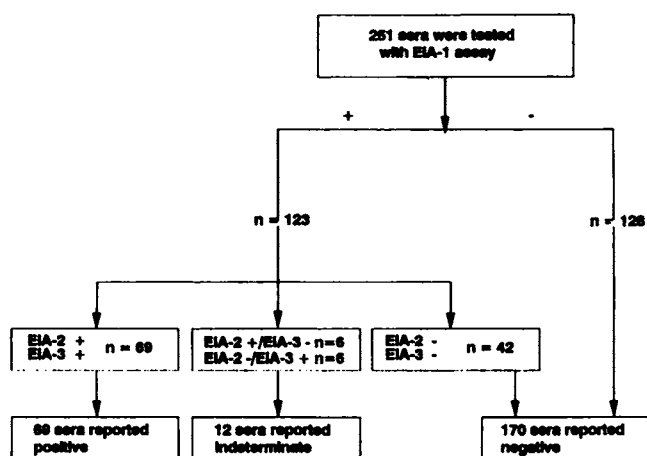 251 sera were tested
with EIA-1 assay
+ -
n = 123
n = 128
EIA-2 +
EIA-3 + n = 69
EIA-2 +/EIA-3 - n=6
EIA-2 -/EIA-3 + n=6
EIA-2 -
EIA-3 - n = 42
69 sera reported
positive
12 sera reported
indeterminate
170 sera reported
negative